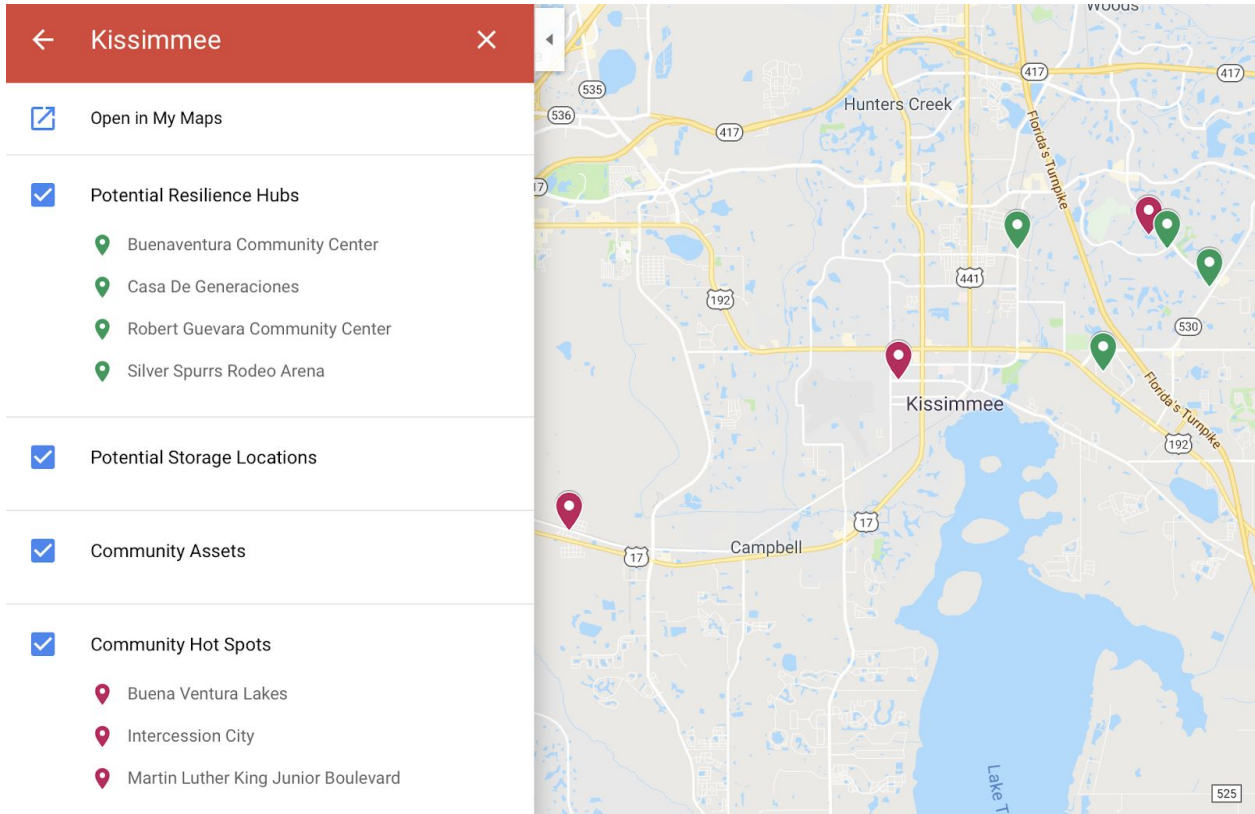 Kissimmee
Open in My Maps
Potential Resilience Hubs
Buenaventura Community Center
Casa De Generaciones
Robert Guevara Community Center
Silver Spurrs Rodeo Arena
Potential Storage Locations
Community Assets
Community Hot Spots
Buena Ventura Lakes
Intercession City
Martin Luther King Junior Boulevard
Woods
417
417
535
536
Hunters Creek
417
Florida's Turnpike
17
441
192
530
Kissimmee
Florida's Turnpike
192
17
Campbell
17
Lake T
525